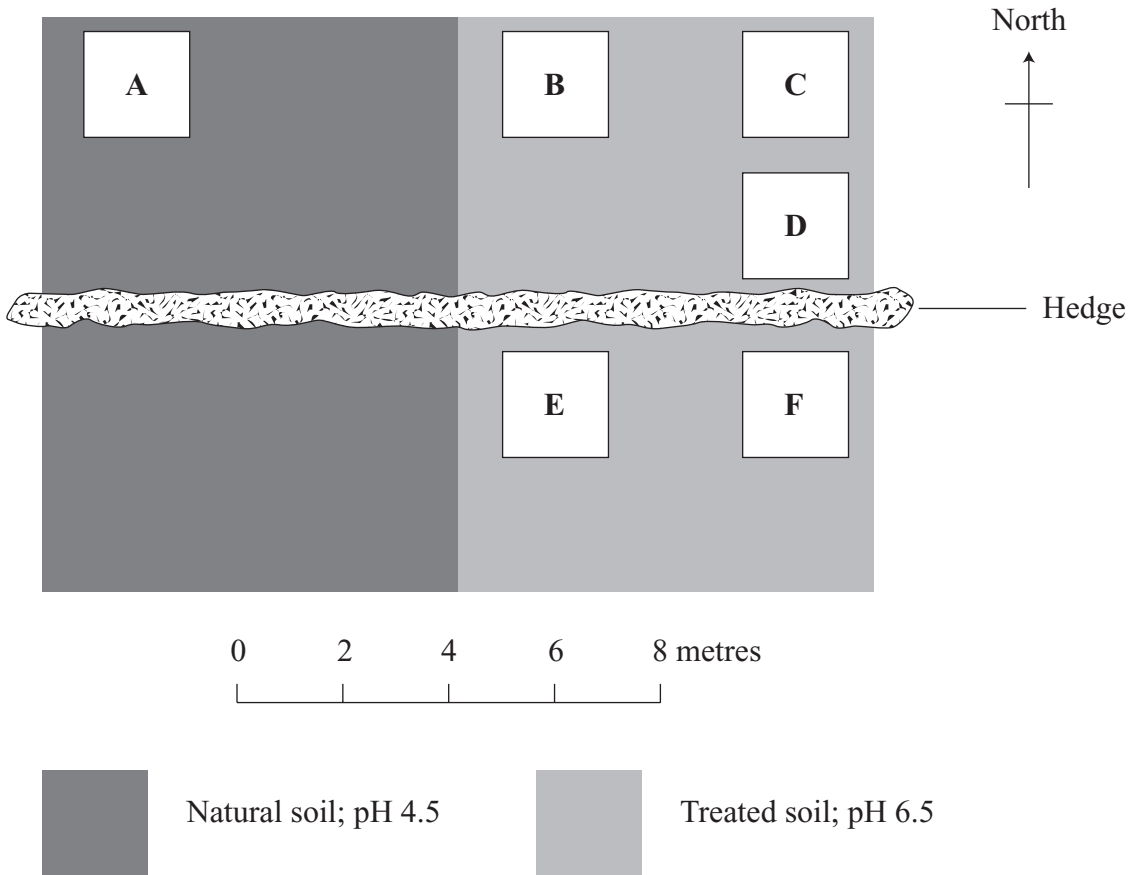 North
A
B
C
D
Hedge
E
F
0 2 4 6 8 metres
Natural soil; pH 4.5
Treated soil; pH 6.5